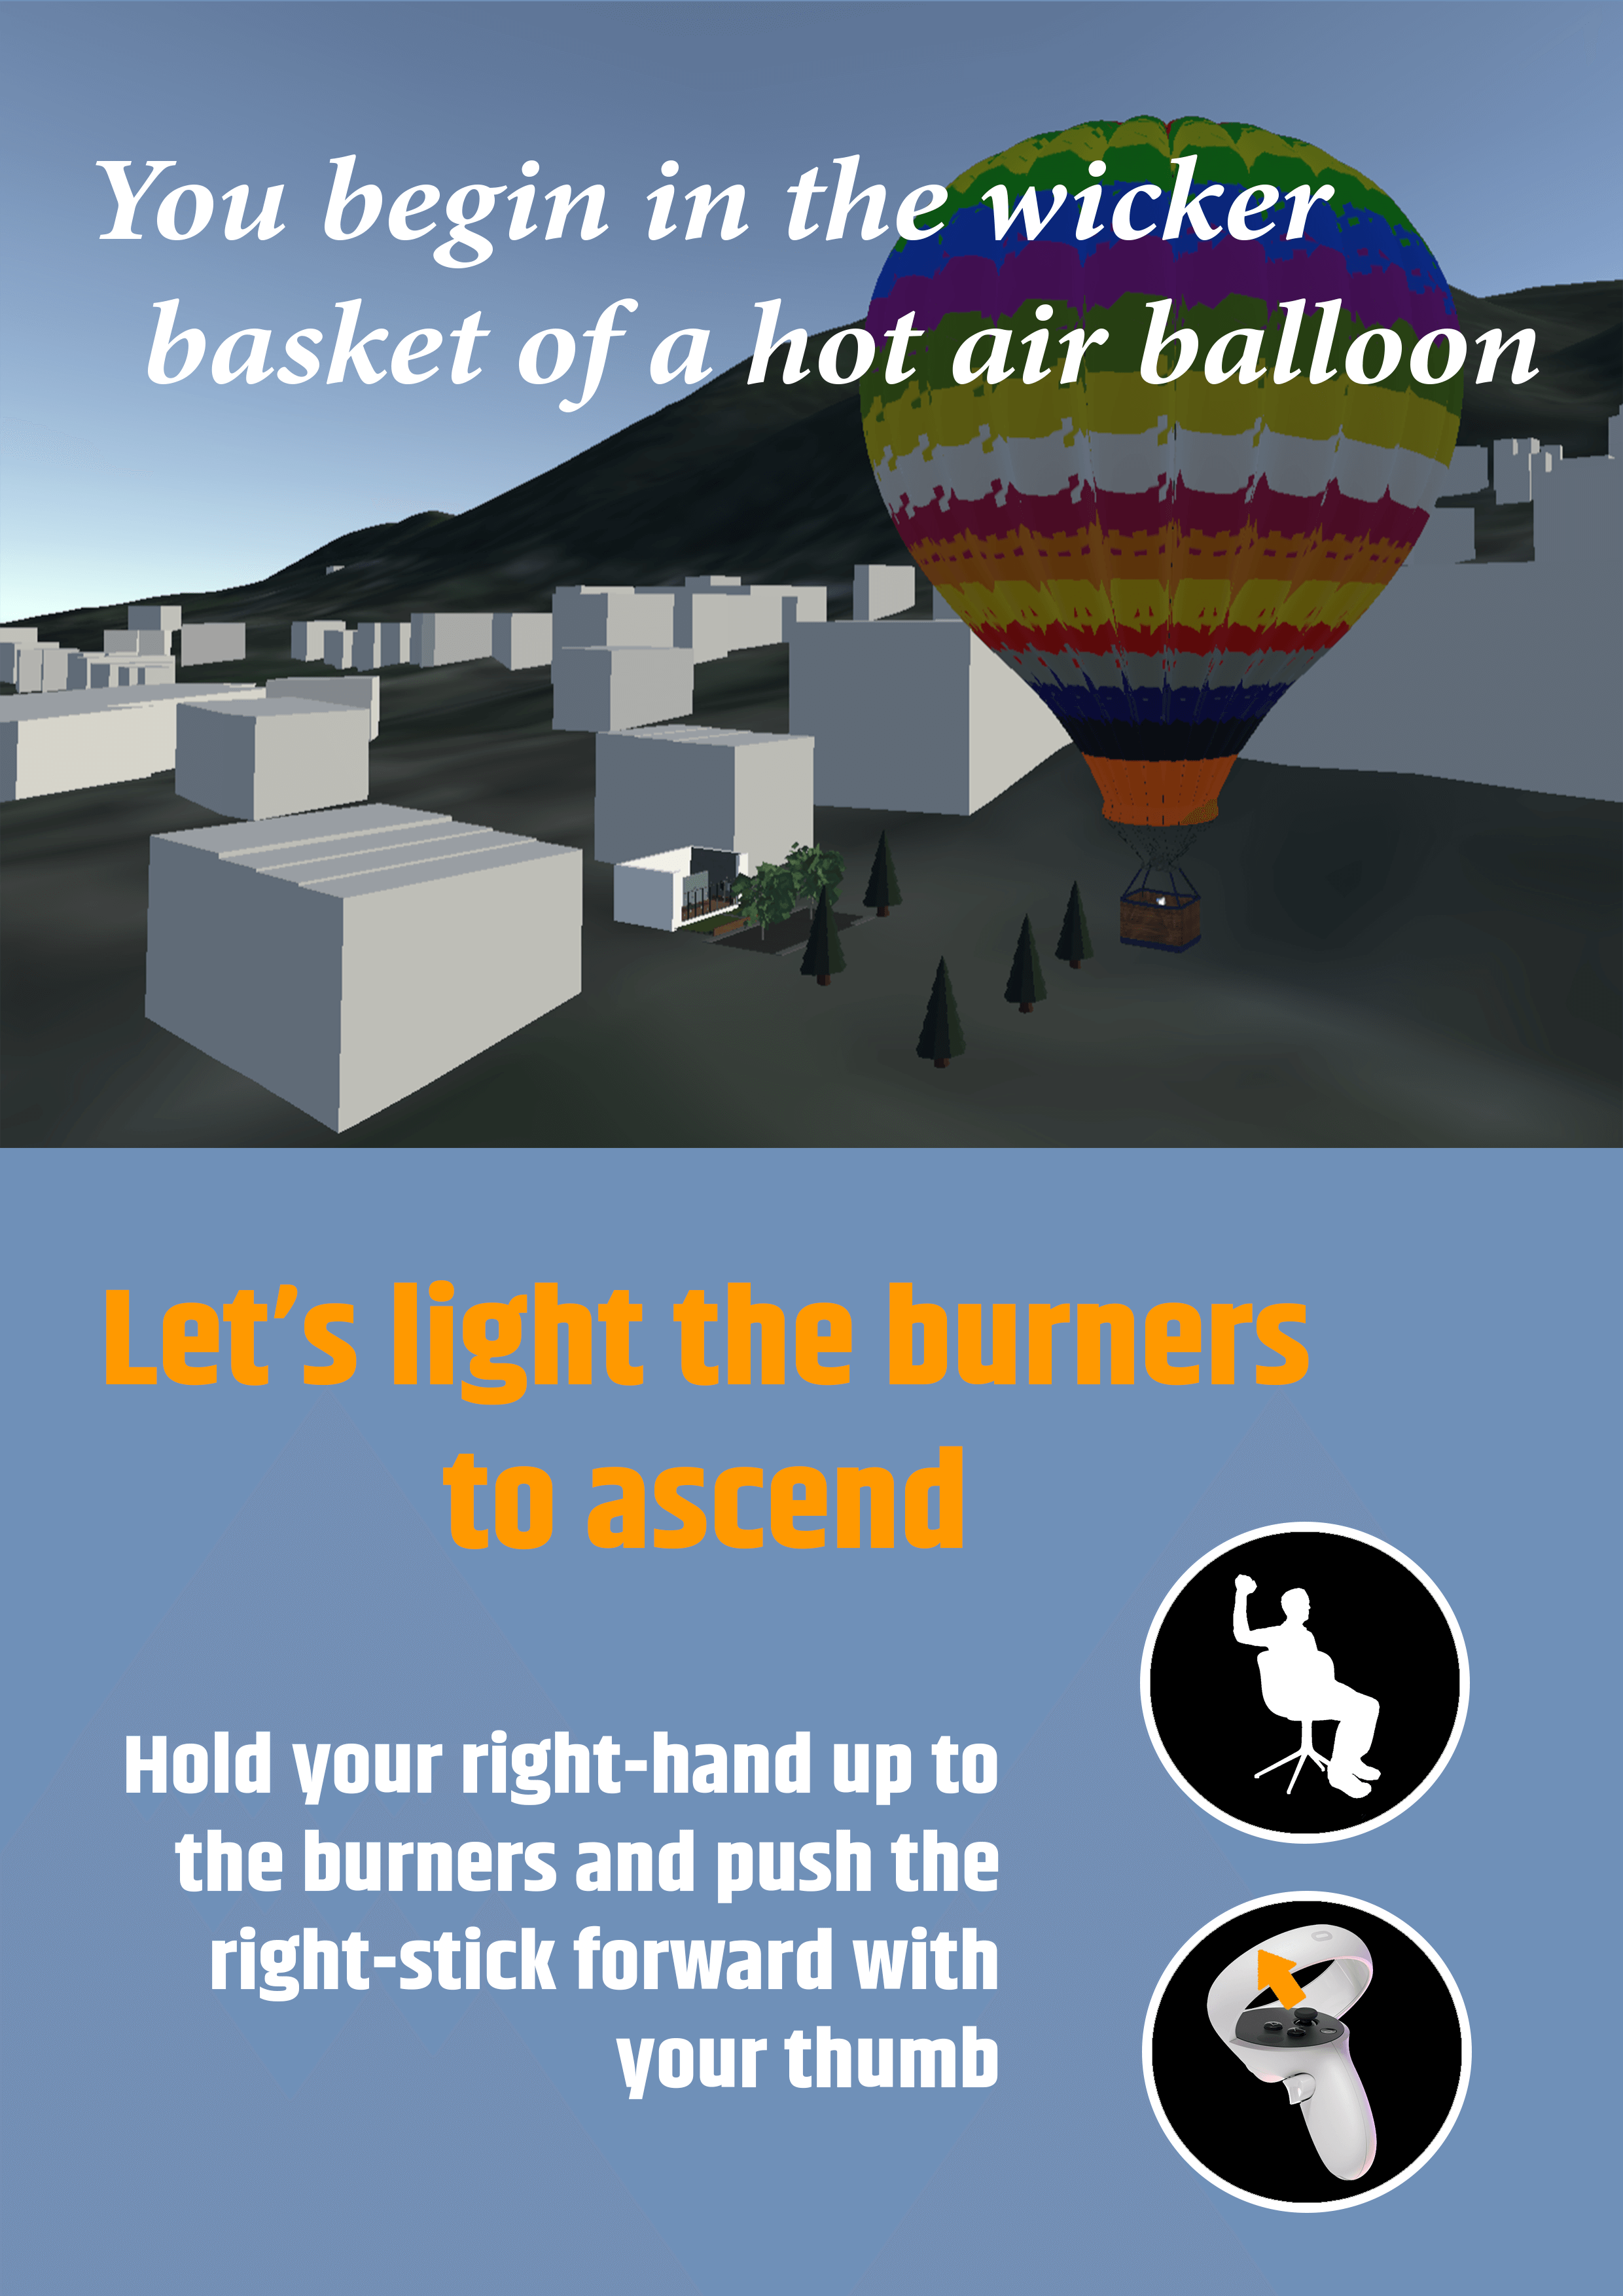 You begin in the wicker
basket of a hot air balloon
Let’s light the burners
to ascend
Hold your right-hand up to
the burners and push the
right-stick forward with
your thumb